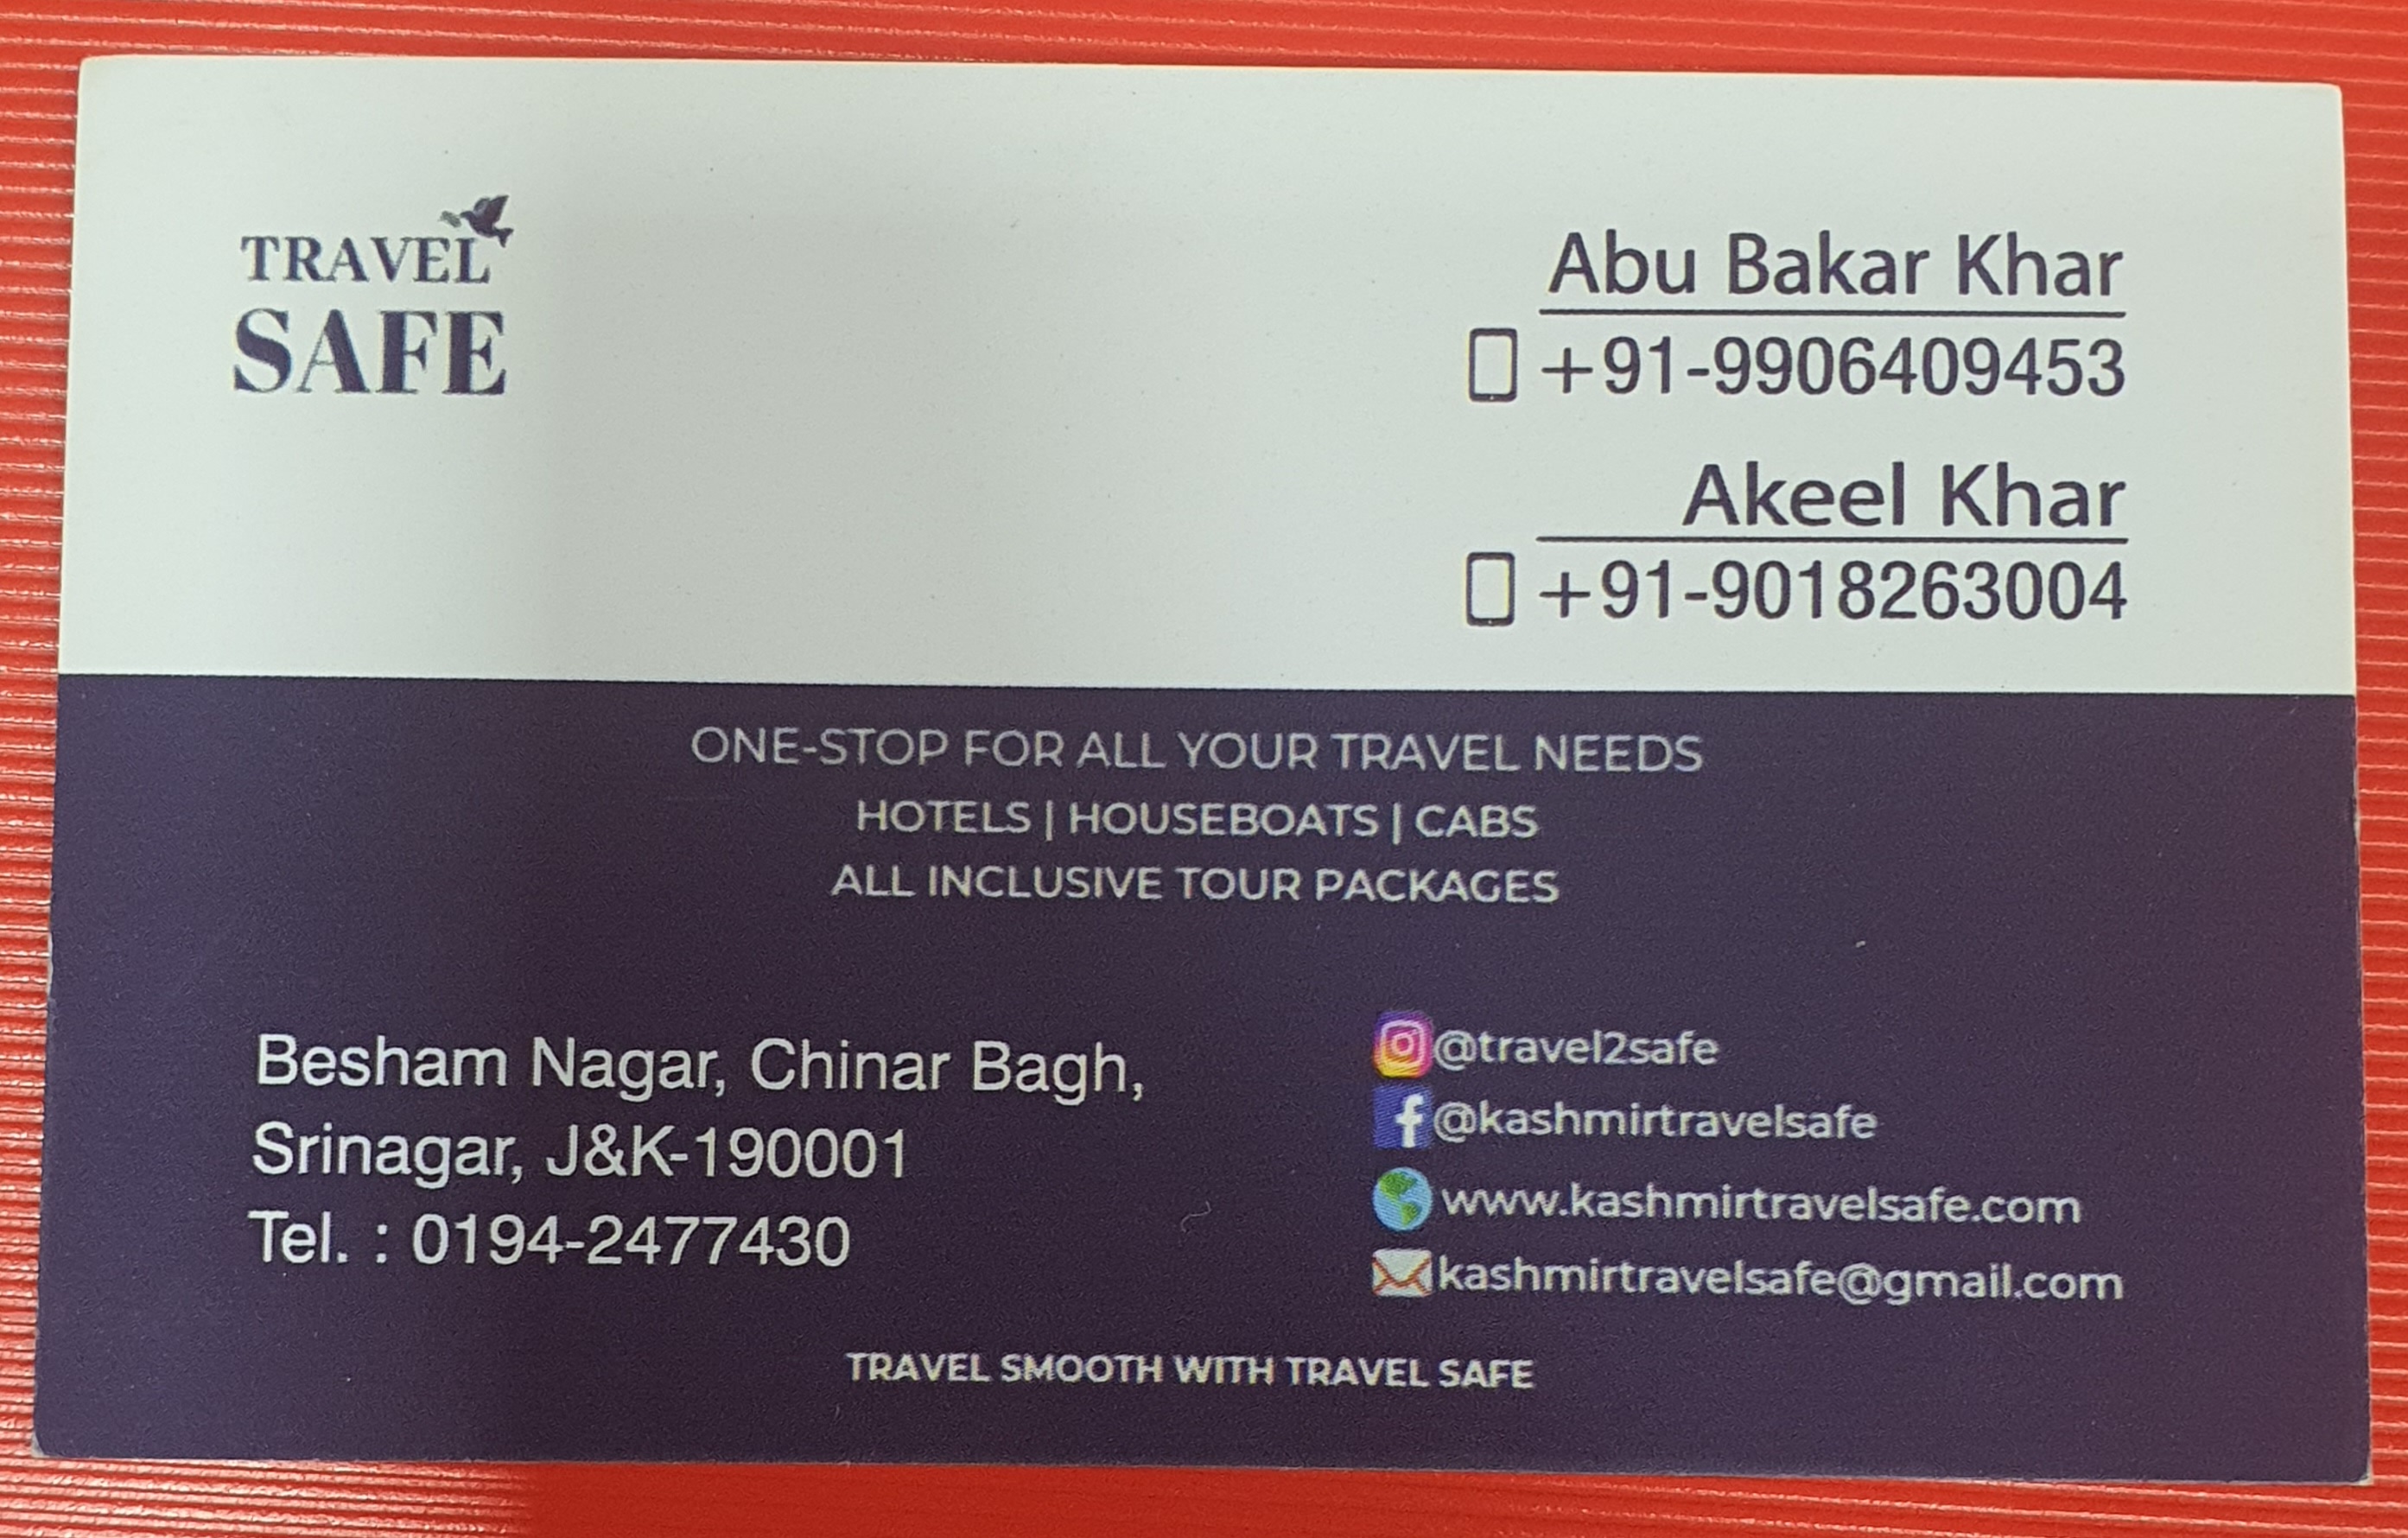 TRAVEL
SAFE
Abu Bakar Khar
+91-9906409453
Akeel Khar
+91-9018263004
ONE-STOP FOR ALL YOUR TRAVEL NEEDS
HOTELS | HOUSEBOATS | CABS
ALL INCLUSIVE TOUR PACKAGES
Besham Nagar, Chinar Bagh,
Srinagar, J&K-190001
Tel. : 0194-2477430
@travel2safe
@kashmirtravelsafe
www.kashmirtravelsafe.com
kashmirtravelsafe@gmail.com
TRAVEL SMOOTH WITH TRAVEL SAFE